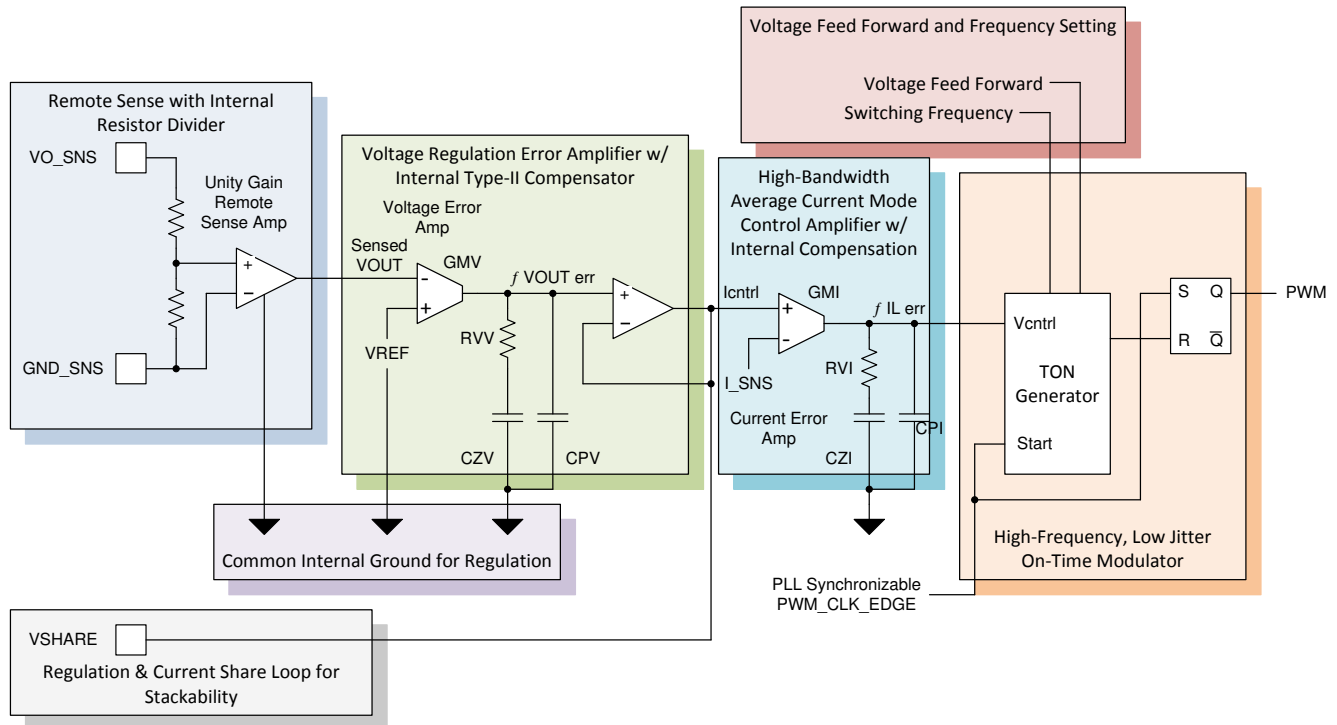 Voltage Feed Forward and Frequency Setting
Voltage Feed Forward
Switching Frequency
Remote Sense with Internal
Resistor Divider
VO_SNS
Unity Gain
Remote
Sense Amp
+
−
GND_SNS
Voltage Regulation Error Amplifier w/
Internal Type-II Compensator
Voltage Error
Amp
Sensed
VOUT
GMV
-
+
VREF
ƒ VOUT err
RVV
CZV
CPV
+
−
High-Bandwidth
Average Current Mode
Control Amplifier w/
Internal Compensation
Icntrl
GMI
+
-
I_SNS
ƒ IL err
RVI
Current Error
Amp
CPI
CZI
Vcntrl
TON
Generator
Start
S
Q
R
Q̅
PWM
High-Frequency, Low Jitter
On-Time Modulator
PLL Synchronizable
PWM_CLK_EDGE
Common Internal Ground for Regulation
VSHARE
Regulation & Current Share Loop for
Stackability